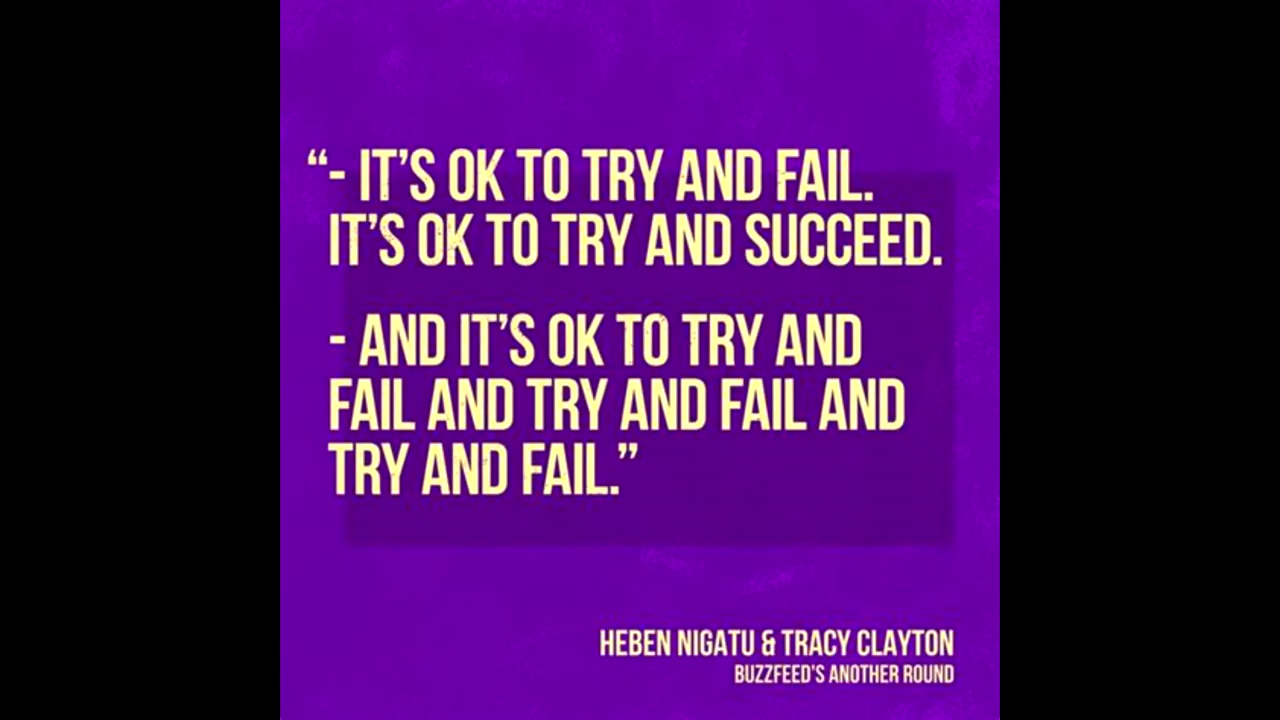 “- IT’S OK TO TRY AND FAIL.
IT’S OK TO TRY AND SUCCEED.
- AND IT’S OK TO TRY AND
FAIL AND TRY AND FAIL AND
TRY AND FAIL.”
HEBEN NIGATU & TRACY CLAYTON
BUZZFEED’S ANOTHER ROUND